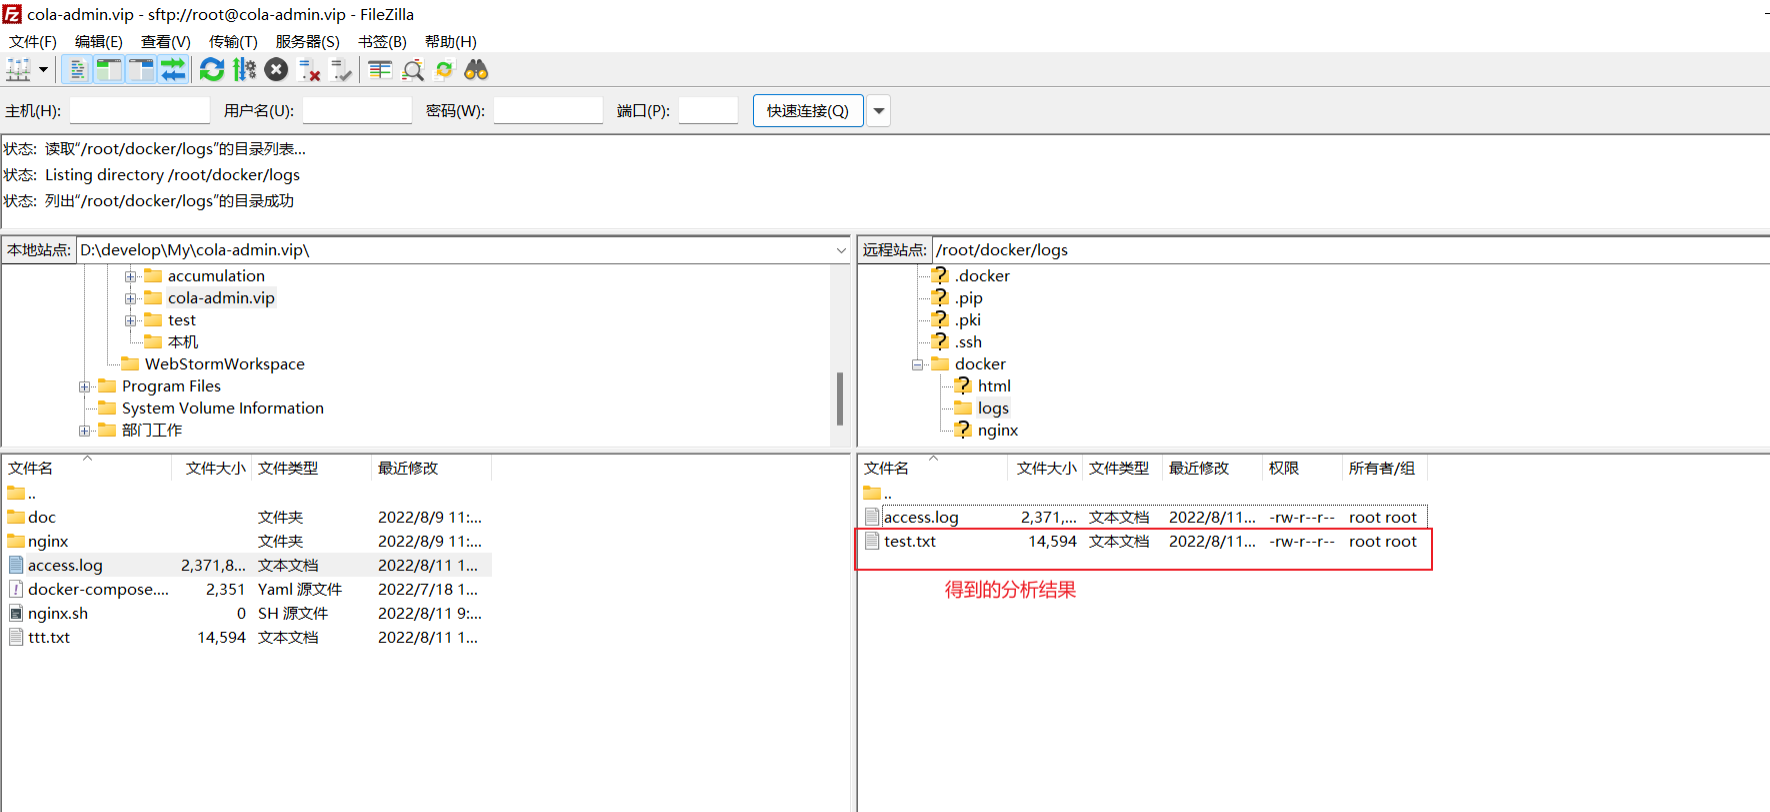 cola-admin.vip - sftp://root@cola-admin.vip - FileZilla
文件(F) 编辑(E) 查看(V) 传输(T) 服务器(S) 书签(B) 帮助(H)
主机(H): 用户名(U): 密码(W): 端口(P): 快速连接(Q)
状态: 读取“/root/docker/logs”的目录列表...
状态: Listing directory /root/docker/logs
状态: 列出“/root/docker/logs”的目录成功
本地站点: D:\develop\My\cola-admin.vip\
accumulation
cola-admin.vip
test
本机
WebStormWorkspace
Program Files
System Volume Information
部门工作
远程站点: /root/docker/logs
.docker
.pip
.pki
.ssh
docker
html
logs
nginx
文件名 文件大小 文件类型 最近修改
..
doc 文件夹 2022/8/9 11:...
nginx 文件夹 2022/8/9 11:...
access.log 2,371,8... 文本文档 2022/8/11 1...
docker-compose.... 2,351 Yaml 源文件 2022/7/18 1...
nginx.sh 0 SH 源文件 2022/8/11 9:...
ttt.txt 14,594 文本文档 2022/8/11 1...
文件名 文件大小 文件类型 最近修改 权限 所有者/组
..
access.log 2,371,... 文本文档 2022/8/11... -rw-r--r-- root root
test.txt 14,594 文本文档 2022/8/11... -rw-r--r-- root root
得到的分析结果